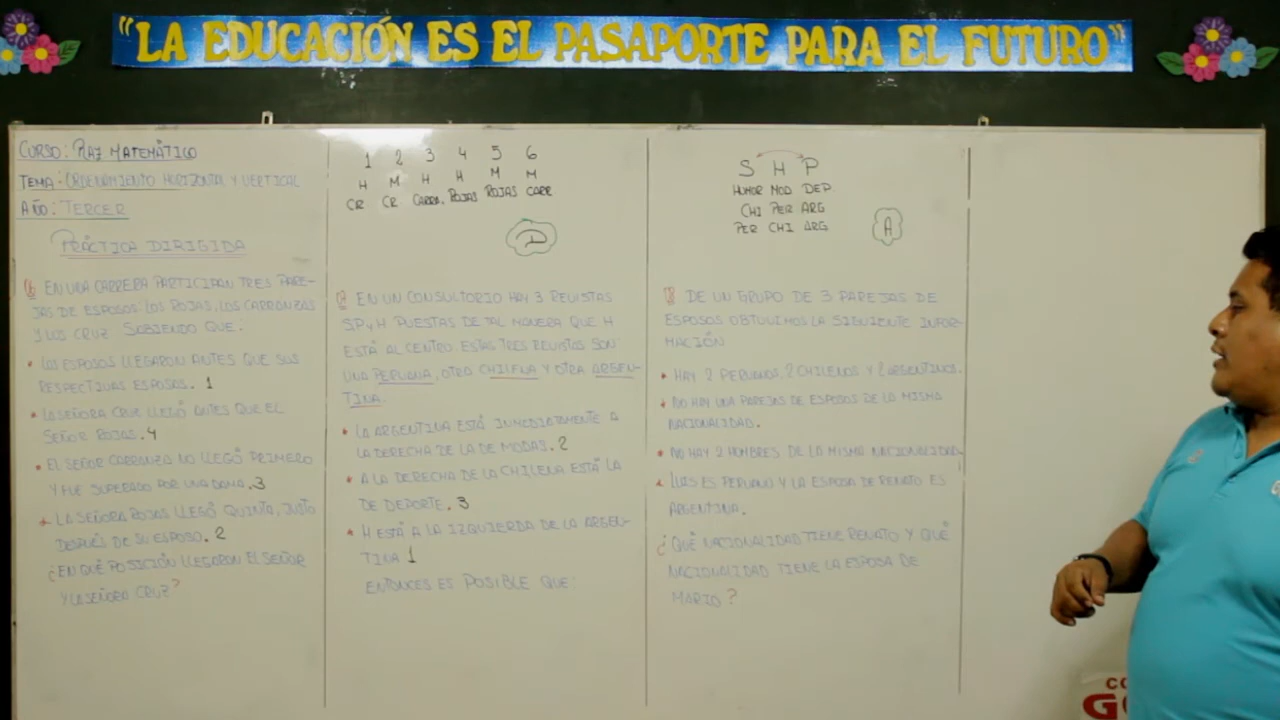 "LA EDUCACIÓN ES EL PASAPORTE PARA EL FUTURO"
CURSO: RAZ MATEMÁTICO
TEMA: ORDENAMIENTO HORIZONTAL Y VERTICAL
AÑO: TERCER
PRÁCTICA DIRIGIDA
EN UNA CARRERA PARTICIPAN TRES PARE-
JAS DE ESPOSOS: LOS ROJAS, LOS CARRANZAS
Y LOS CRUZ SABIENDO QUE:
• LOS ESPOSOS LLEGARON ANTES QUE SUS
RESPECTIVAS ESPOSAS. 1
• LA SEÑORA CRUZ LLEGÓ ANTES QUE EL
SEÑOR ROJAS. 4
• EL SEÑOR CARRANZA NO LLEGÓ PRIMERO
Y FUE SUPERADO POR UNA DAMA. 3
• LA SEÑORA ROJAS LLEGÓ QUINTA, JUSTO
DESPUÉS DE SU ESPOSO. 2
¿EN QUÉ POSICIÓN LLEGARON EL SEÑOR
Y LA SEÑORA CRUZ?
1 2 3 4 5 6
H M H H M M
CR CR CARRA. ROJAS ROJAS CARR
D
EN UN CONSULTORIO HAY 3 REVISTAS
S,P Y H PUESTAS DE TAL MANERA QUE H
ESTÁ AL CENTRO. ESTAS TRES REVISTAS SON
UNA PERUANA, OTRA CHILENA Y OTRA ARGEN-
TINA.
• LA ARGENTINA ESTÁ INMEDIATAMENTE A
LA DERECHA DE LA DE MODAS. 2
• A LA DERECHA DE LA CHILENA ESTÁ LA
DE DEPORTE. 3
• H ESTÁ A LA IZQUIERDA DE LA ARGEN-
TINA 1
ENTONCES ES POSIBLE QUE:
S H P
HUMOR MOD DEP
CHI PER ARG
PER CHI ARG
A
DE UN GRUPO DE 3 PAREJAS DE
ESPOSOS OBTUVIMOS LA SIGUIENTE INFOR-
MACIÓN
• HAY 2 PERUANOS, 2 CHILENOS Y 2 ARGENTINOS.
• NO HAY UNA PAREJAS DE ESPOSOS DE LA MISMA
NACIONALIDAD.
• NO HAY 2 HOMBRES DE LA MISMA NACIONALIDAD
• LUIS ES PERUANO Y LA ESPOSA DE RENATO ES
ARGENTINA.
¿QUÉ NACIONALIDAD TIENE RENATO Y QUÉ
NACIONALIDAD TIENE LA ESPOSA DE
MARIO?